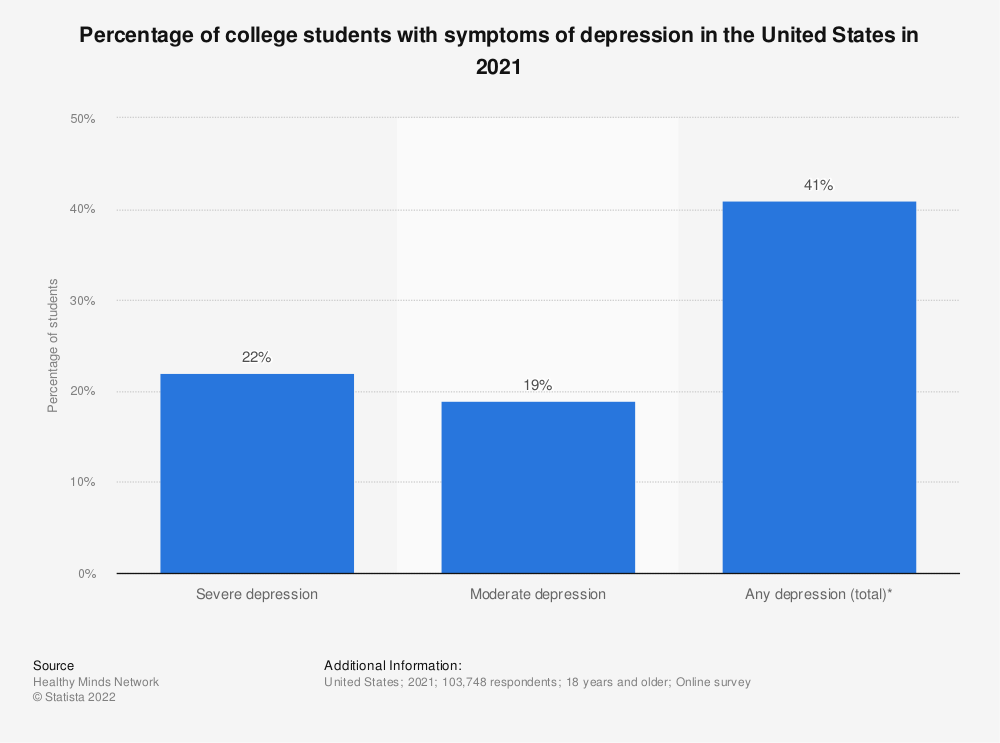 Percentage of college students with symptoms of depression in the United States in
2021
50%
40%
30%
20%
10%
0%
Percentage of students
22%
19%
41%
Severe depression
Moderate depression
Any depression (total)*
Source
Healthy Minds Network
© Statista 2022
Additional Information:
United States; 2021; 103,748 respondents; 18 years and older; Online survey